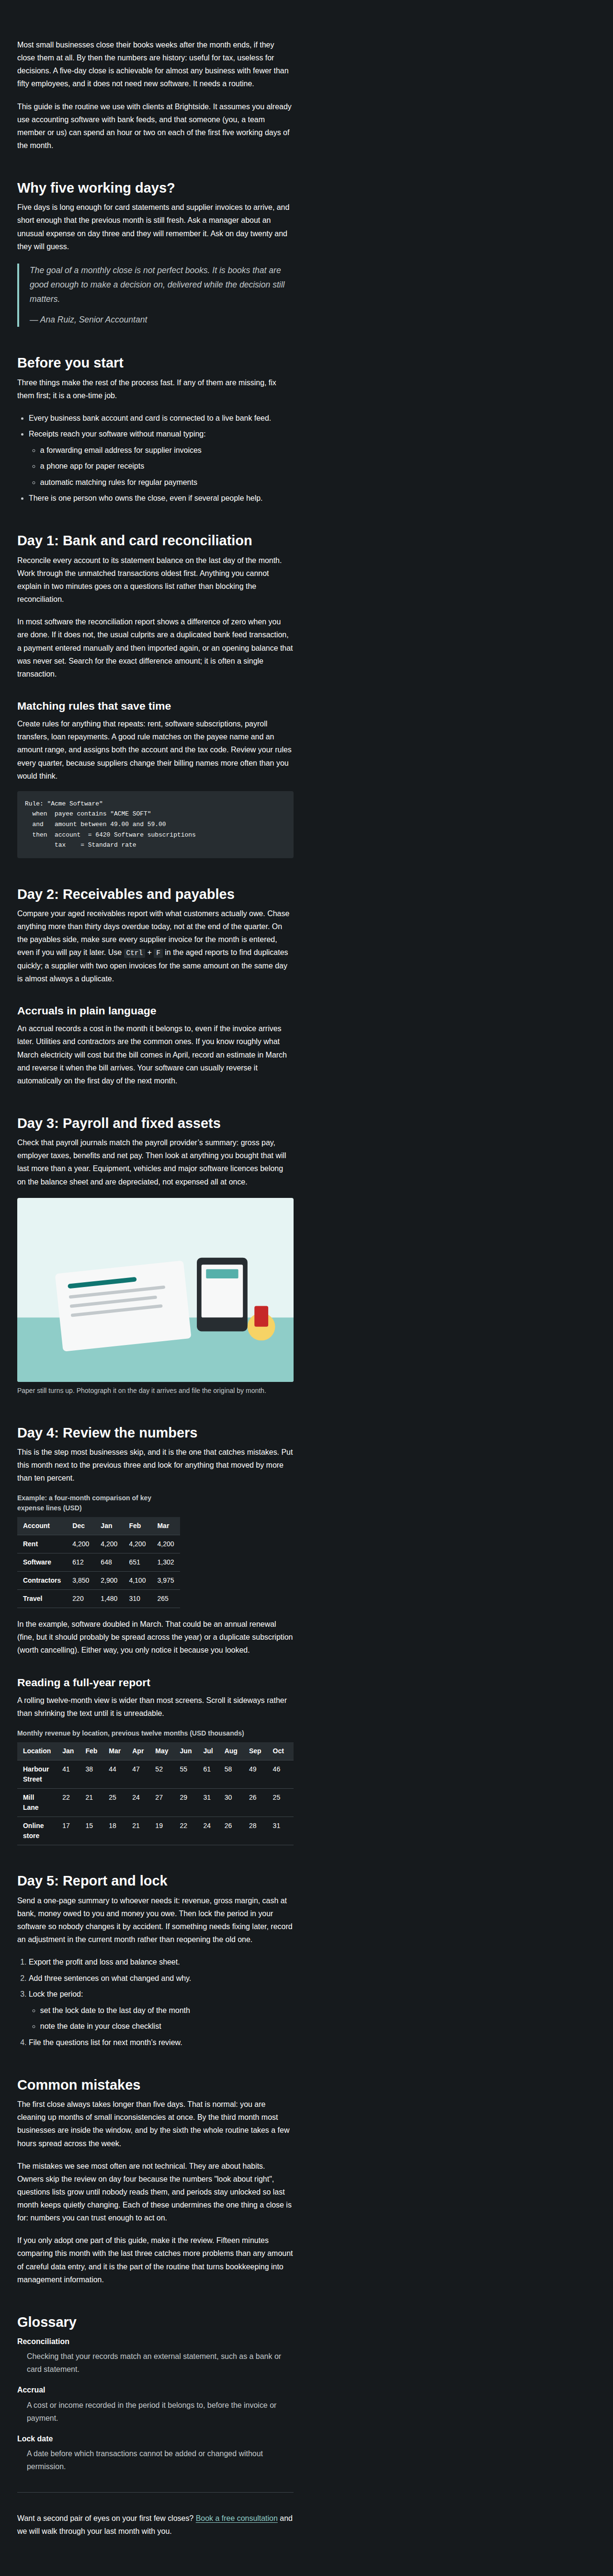 Most small businesses close their books weeks after the month ends, if they
close them at all. By then the numbers are history: useful for tax, useless for
decisions. A five-day close is achievable for almost any business with fewer than
fifty employees, and it does not need new software. It needs a routine.
This guide is the routine we use with clients at Brightside. It assumes you already
use accounting software with bank feeds, and that someone (you, a team
member or us) can spend an hour or two on each of the first five working days of
the month.
Why five working days?
Five days is long enough for card statements and supplier invoices to arrive, and
short enough that the previous month is still fresh. Ask a manager about an
unusual expense on day three and they will remember it. Ask on day twenty and
they will guess.
The goal of a monthly close is not perfect books. It is books that are
good enough to make a decision on, delivered while the decision still
matters.
— Ana Ruiz, Senior Accountant
Before you start
Three things make the rest of the process fast. If any of them are missing, fix
them first; it is a one-time job.
• Every business bank account and card is connected to a live bank feed.
• Receipts reach your software without manual typing:
○ a forwarding email address for supplier invoices
○ a phone app for paper receipts
○ automatic matching rules for regular payments
• There is one person who owns the close, even if several people help.
Day 1: Bank and card reconciliation
Reconcile every account to its statement balance on the last day of the month.
Work through the unmatched transactions oldest first. Anything you cannot
explain in two minutes goes on a questions list rather than blocking the
reconciliation.
In most software the reconciliation report shows a difference of zero when you
are done. If it does not, the usual culprits are a duplicated bank feed transaction,
a payment entered manually and then imported again, or an opening balance that
was never set. Search for the exact difference amount; it is often a single
transaction.
Matching rules that save time
Create rules for anything that repeats: rent, software subscriptions, payroll
transfers, loan repayments. A good rule matches on the payee name and an
amount range, and assigns both the account and the tax code. Review your rules
every quarter, because suppliers change their billing names more often than you
would think.
Rule: "Acme Software"
when payee contains "ACME SOFT"
and amount between 49.00 and 59.00
then account = 6420 Software subscriptions
tax = Standard rate
Day 2: Receivables and payables
Compare your aged receivables report with what customers actually owe. Chase
anything more than thirty days overdue today, not at the end of the quarter. On
the payables side, make sure every supplier invoice for the month is entered,
even if you will pay it later. Use Ctrl + F in the aged reports to find duplicates
quickly; a supplier with two open invoices for the same amount on the same day
is almost always a duplicate.
Accruals in plain language
An accrual records a cost in the month it belongs to, even if the invoice arrives
later. Utilities and contractors are the common ones. If you know roughly what
March electricity will cost but the bill comes in April, record an estimate in March
and reverse it when the bill arrives. Your software can usually reverse it
automatically on the first day of the next month.
Day 3: Payroll and fixed assets
Check that payroll journals match the payroll provider’s summary: gross pay,
employer taxes, benefits and net pay. Then look at anything you bought that will
last more than a year. Equipment, vehicles and major software licences belong
on the balance sheet and are depreciated, not expensed all at once.
Paper still turns up. Photograph it on the day it arrives and file the original by month.
Day 4: Review the numbers
This is the step most businesses skip, and it is the one that catches mistakes. Put
this month next to the previous three and look for anything that moved by more
than ten percent.
Example: a four-month comparison of key
expense lines (USD)
Account Dec Jan Feb Mar
Rent 4,200 4,200 4,200 4,200
Software 612 648 651 1,302
Contractors 3,850 2,900 4,100 3,975
Travel 220 1,480 310 265
In the example, software doubled in March. That could be an annual renewal
(fine, but it should probably be spread across the year) or a duplicate subscription
(worth cancelling). Either way, you only notice it because you looked.
Reading a full-year report
A rolling twelve-month view is wider than most screens. Scroll it sideways rather
than shrinking the text until it is unreadable.
Monthly revenue by location, previous twelve months (USD thousands)
Location Jan Feb Mar Apr May Jun Jul Aug Sep Oct
Harbour
Street 41 38 44 47 52 55 61 58 49 46
Mill
Lane 22 21 25 24 27 29 31 30 26 25
Online
store 17 15 18 21 19 22 24 26 28 31
Day 5: Report and lock
Send a one-page summary to whoever needs it: revenue, gross margin, cash at
bank, money owed to you and money you owe. Then lock the period in your
software so nobody changes it by accident. If something needs fixing later, record
an adjustment in the current month rather than reopening the old one.
1. Export the profit and loss and balance sheet.
2. Add three sentences on what changed and why.
3. Lock the period:
○ set the lock date to the last day of the month
○ note the date in your close checklist
4. File the questions list for next month’s review.
Common mistakes
The first close always takes longer than five days. That is normal: you are
cleaning up months of small inconsistencies at once. By the third month most
businesses are inside the window, and by the sixth the whole routine takes a few
hours spread across the week.
The mistakes we see most often are not technical. They are about habits.
Owners skip the review on day four because the numbers "look about right",
questions lists grow until nobody reads them, and periods stay unlocked so last
month keeps quietly changing. Each of these undermines the one thing a close is
for: numbers you can trust enough to act on.
If you only adopt one part of this guide, make it the review. Fifteen minutes
comparing this month with the last three catches more problems than any amount
of careful data entry, and it is the part of the routine that turns bookkeeping into
management information.
Glossary
Reconciliation
Checking that your records match an external statement, such as a bank or
card statement.
Accrual
A cost or income recorded in the period it belongs to, before the invoice or
payment.
Lock date
A date before which transactions cannot be added or changed without
permission.
Want a second pair of eyes on your first few closes? Book a free consultation and
we will walk through your last month with you.